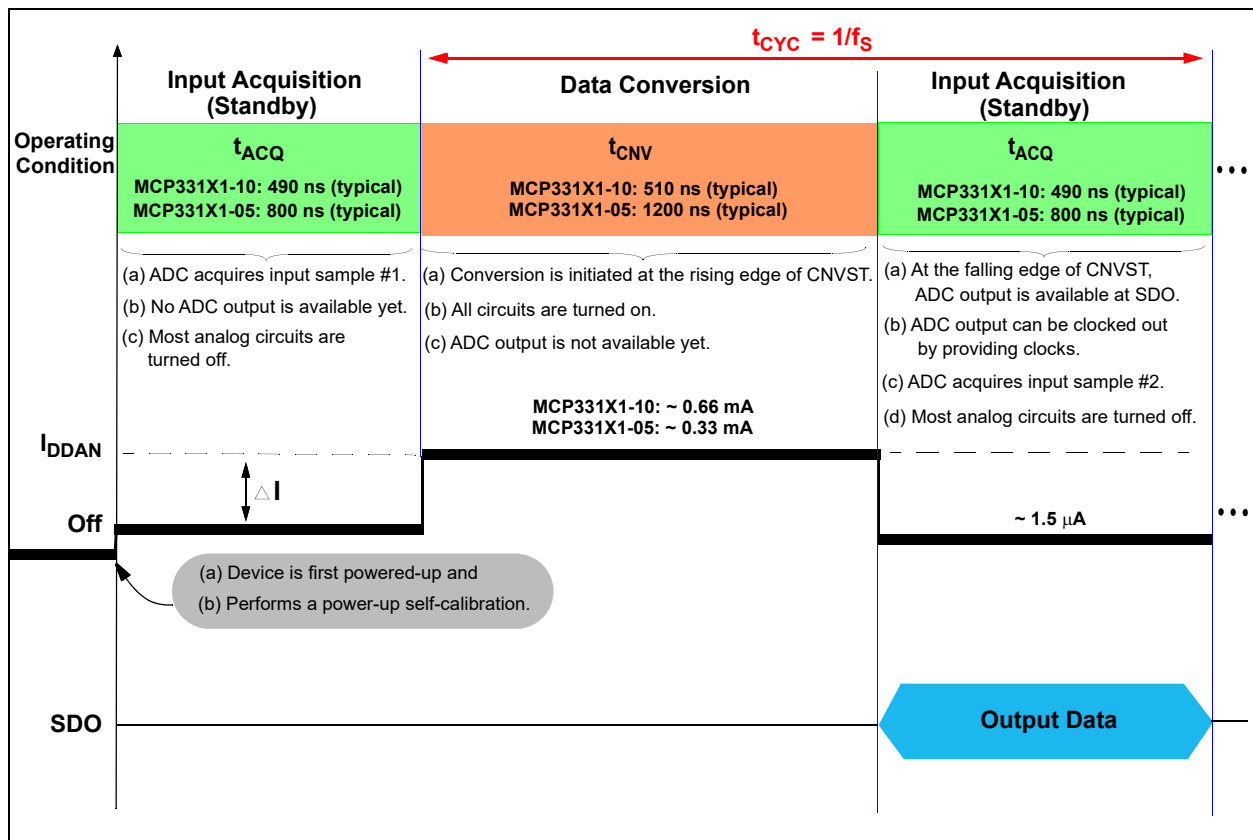 tCYC = 1/fS
Input Acquisition
(Standby)
Data Conversion
Input Acquisition
(Standby)
Operating
Condition
tACQ
MCP331X1-10: 490 ns (typical)
MCP331X1-05: 800 ns (typical)
tCNV
MCP331X1-10: 510 ns (typical)
MCP331X1-05: 1200 ns (typical)
tACQ
MCP331X1-10: 490 ns (typical)
MCP331X1-05: 800 ns (typical)
•••
(a) ADC acquires input sample #1.
(b) No ADC output is available yet.
(c) Most analog circuits are
turned off.
(a) Conversion is initiated at the rising edge of CNVST.
(b) All circuits are turned on.
(c) ADC output is not available yet.
(a) At the falling edge of CNVST,
ADC output is available at SDO.
(b) ADC output can be clocked out
by providing clocks.
(c) ADC acquires input sample #2.
(d) Most analog circuits are turned off.
MCP331X1-10: ~ 0.66 mA
MCP331X1-05: ~ 0.33 mA
IDDAN
△I
Off
~ 1.5 μA
•••
(a) Device is first powered-up and
(b) Performs a power-up self-calibration.
SDO
Output Data